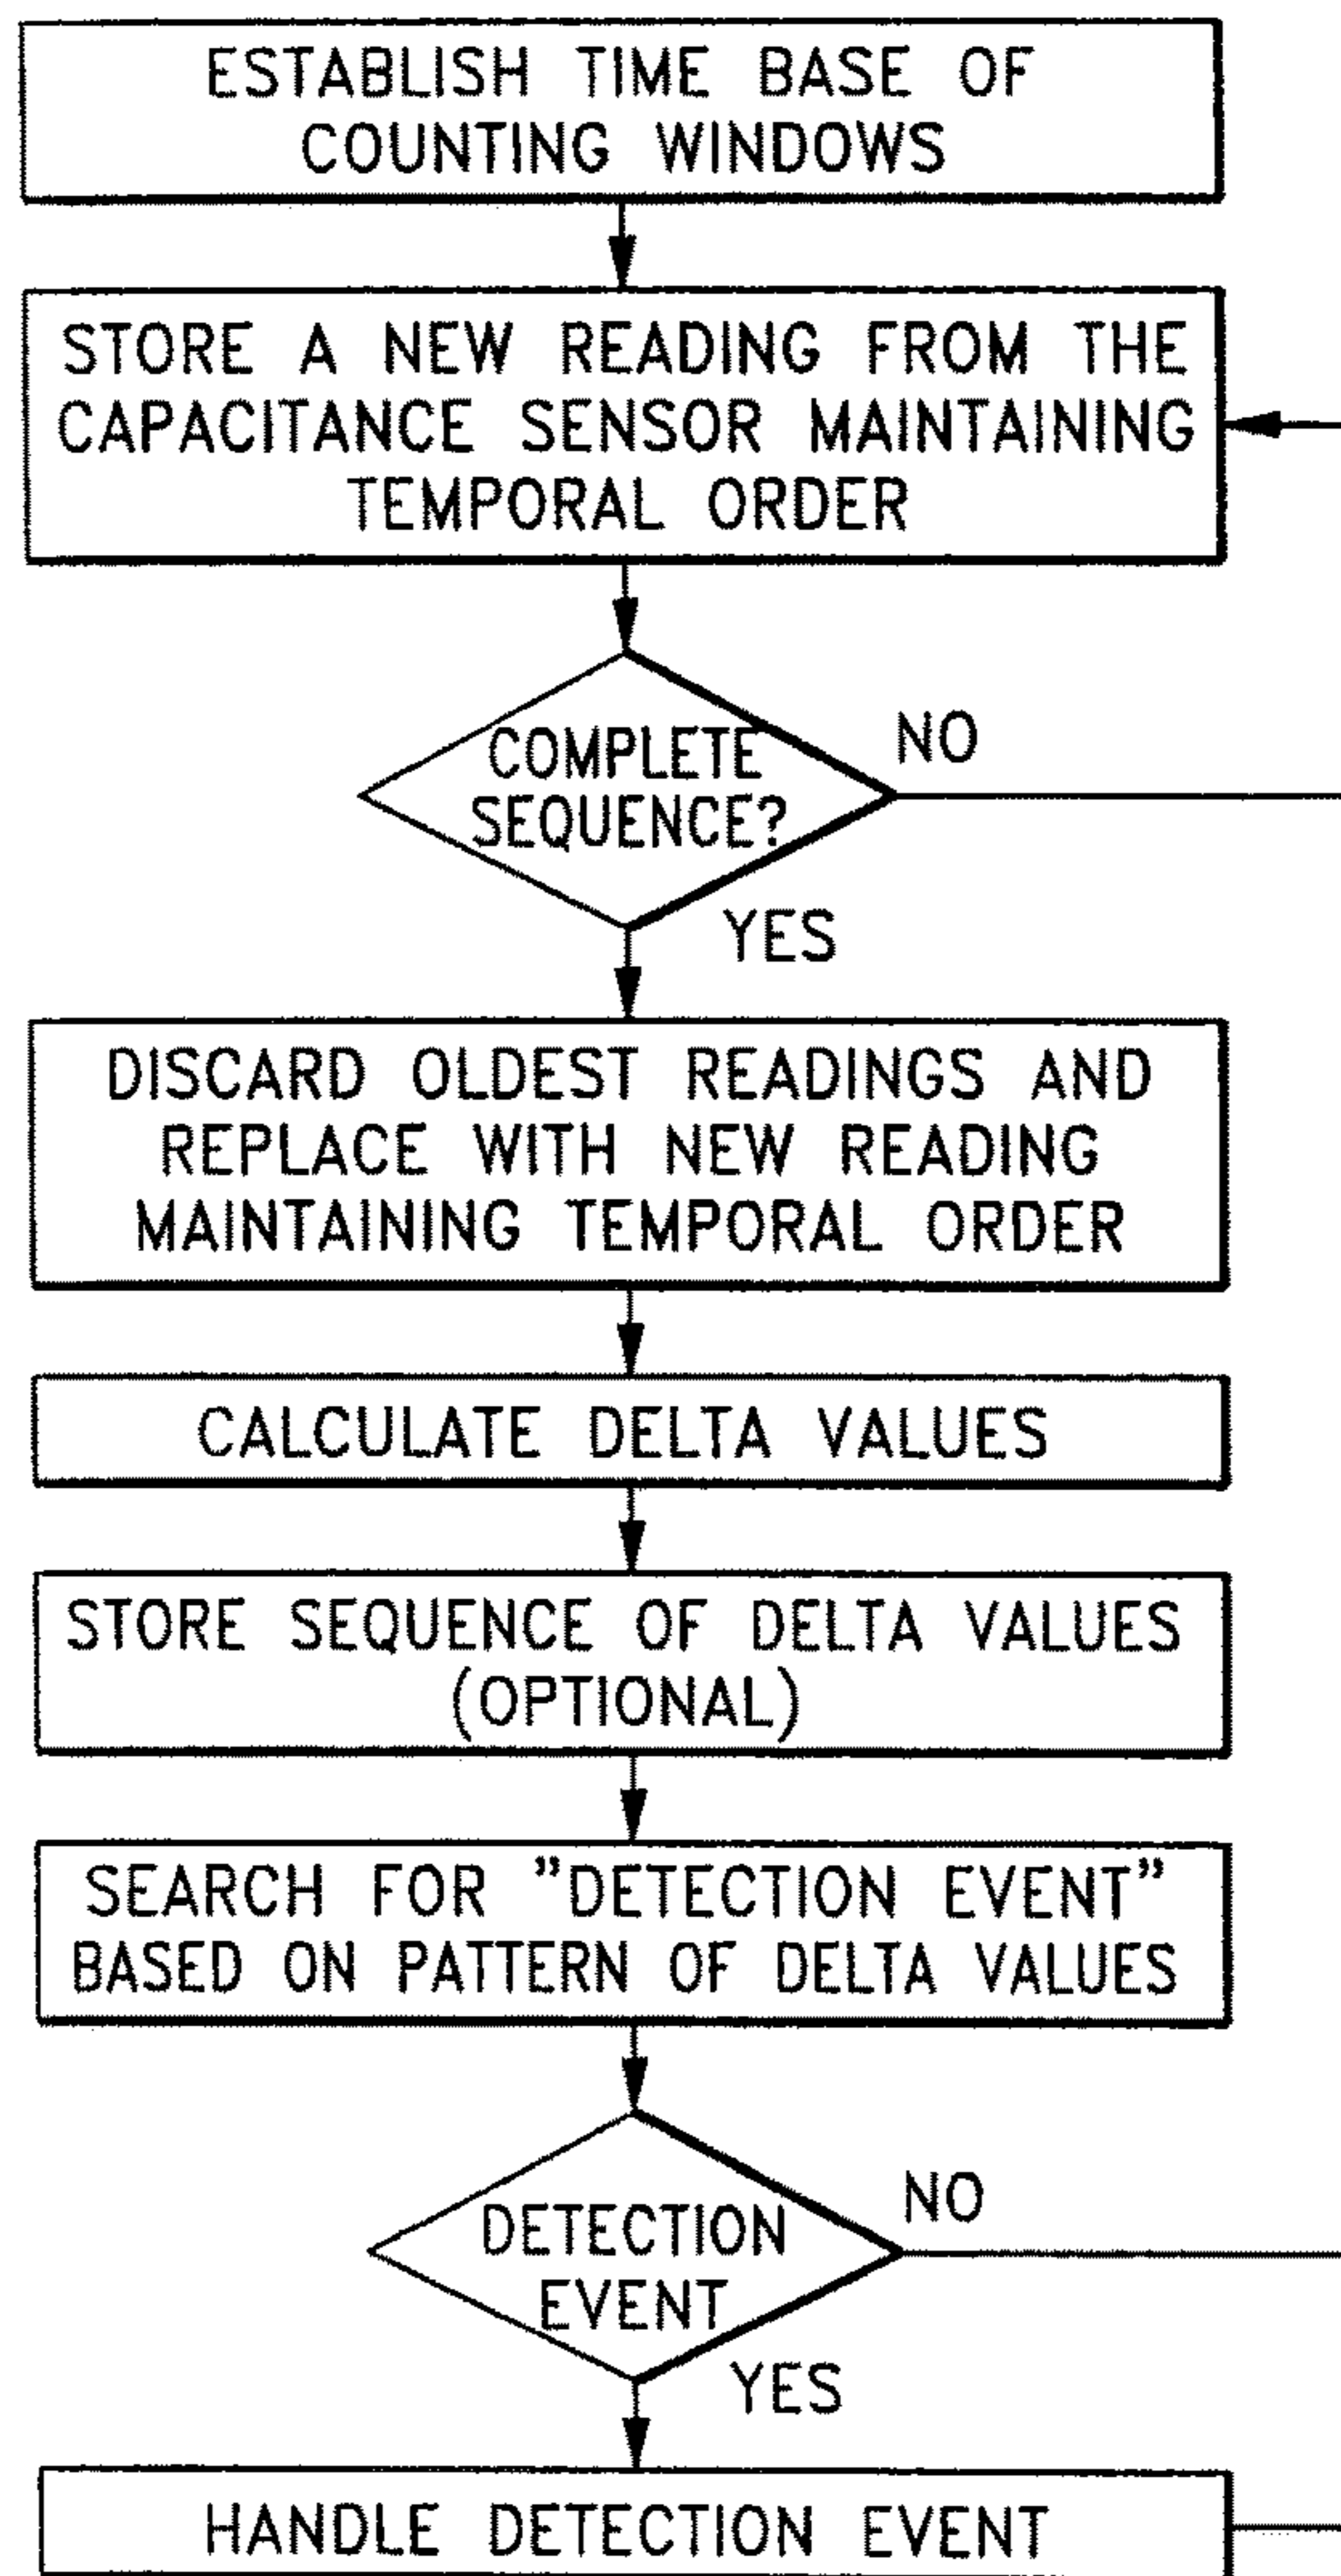 ESTABLISH TIME BASE OF
COUNTING WINDOWS
STORE A NEW READING FROM THE
CAPACITANCE SENSOR MAINTAINING
TEMPORAL ORDER
COMPLETE
SEQUENCE?
NO
YES
DISCARD OLDEST READINGS AND
REPLACE WITH NEW READING
MAINTAINING TEMPORAL ORDER
CALCULATE DELTA VALUES
STORE SEQUENCE OF DELTA VALUES
(OPTIONAL)
SEARCH FOR "DETECTION EVENT"
BASED ON PATTERN OF DELTA VALUES
DETECTION
EVENT
NO
YES
HANDLE DETECTION EVENT